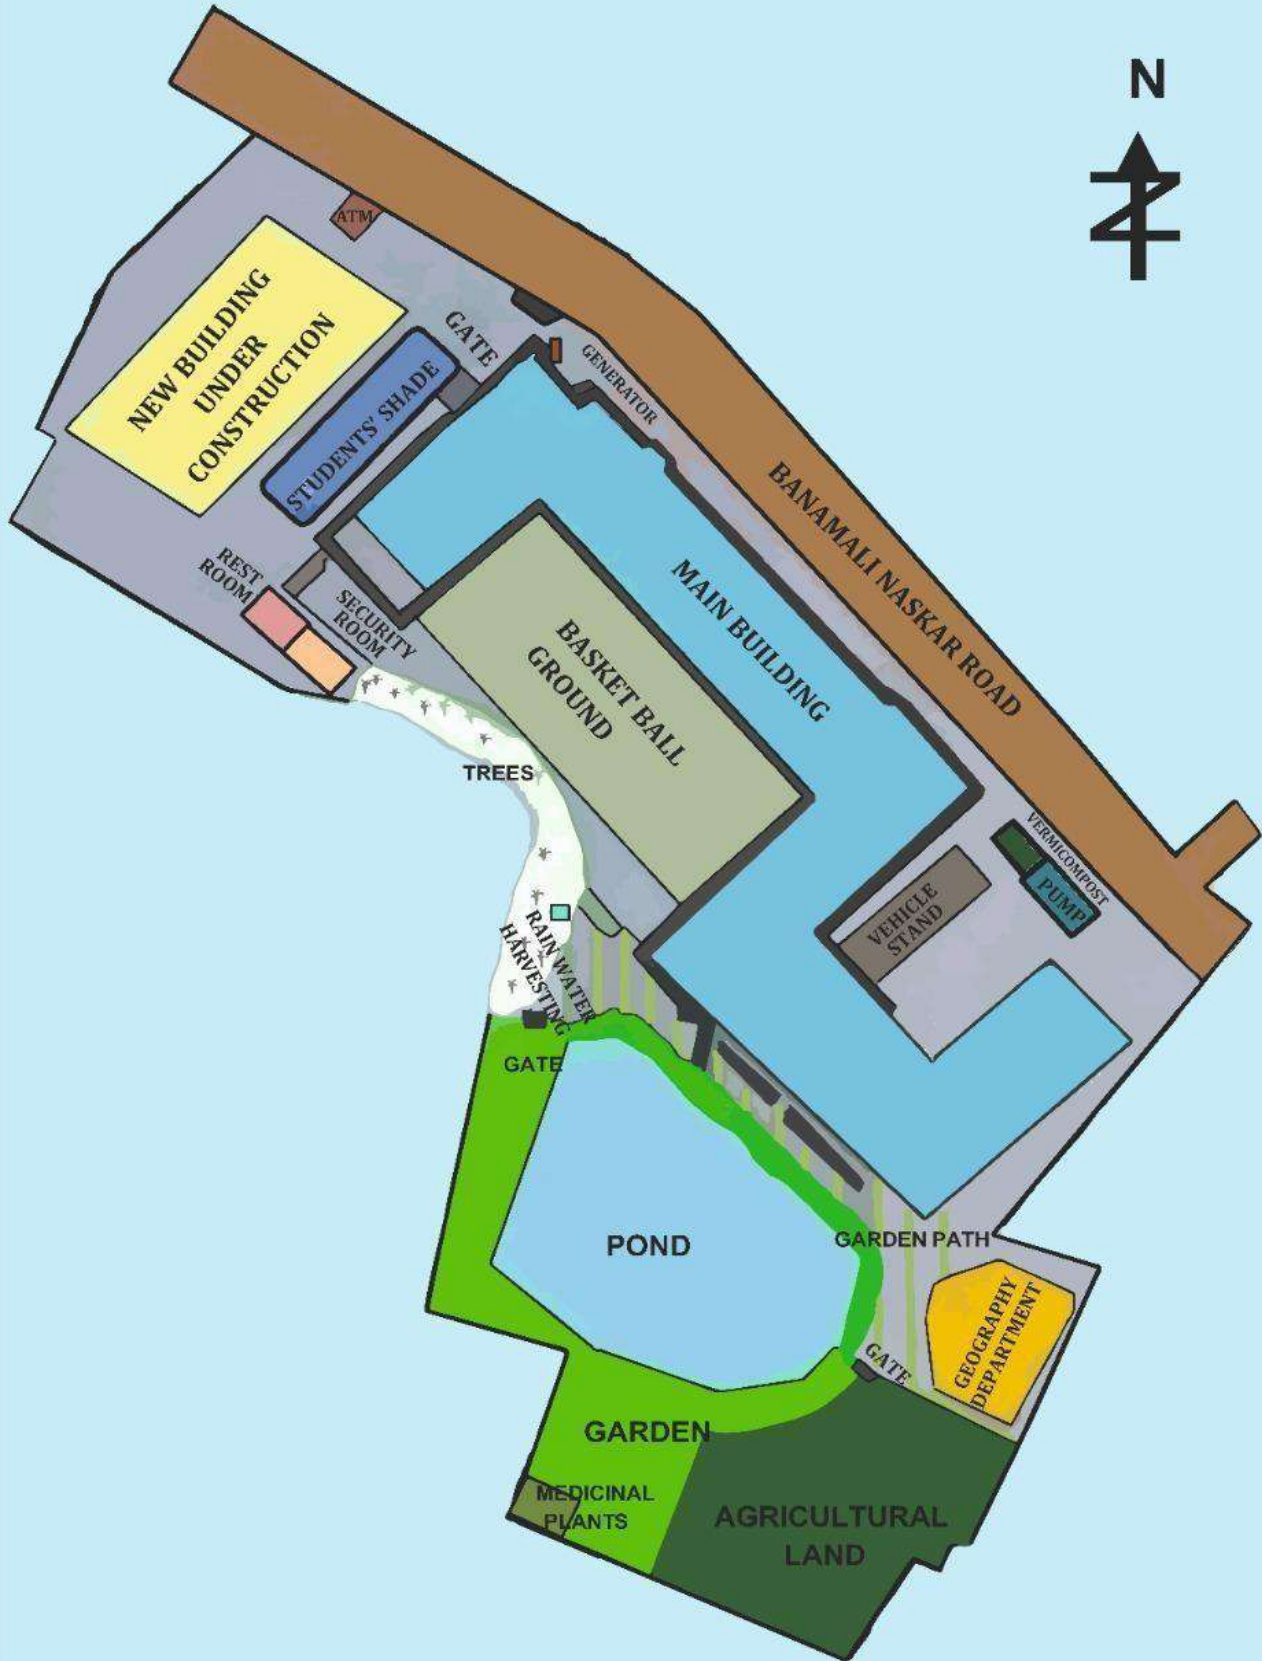 N
ATM
NEW BUILDING
UNDER
CONSTRUCTION
GATE
STUDENTS' SHADE
GENERATOR
BANAMALI NASKAR ROAD
MAIN BUILDING
BASKET BALL
GROUND
REST
ROOM
SECURITY
ROOM
TREES
VERMICOMPOST
PUMP
VEHICLE
STAND
RAIN WATER
HARVESTING
GATE
POND
GARDEN PATH
GEOGRAPHY
DEPARTMENT
GATE
GARDEN
MEDICINAL
PLANTS
AGRICULTURAL
LAND